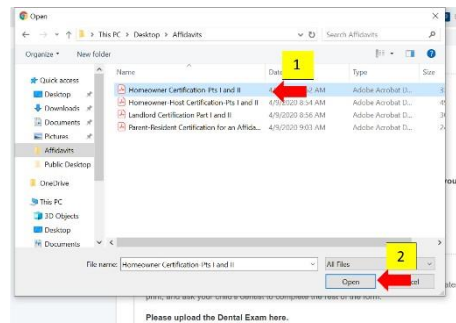 Open
This PC > Desktop > Affidavits
Search Affidavits
Organize
New folder
1
Name
Date
Type
Size
Quick access
Desktop
Downloads
Documents
Pictures
Affidavits
Public Desktop
OneDrive
This PC
3D Objects
Desktop
Documents
Homeowner Certification-Pts I and II
AM
Adobe Acrobat D...
Homeowner-Host Certification-Pts I and II
4/9/2020 8:54 AM
Adobe Acrobat D...
Landlord Certification Part I and II
4/9/2020 8:56 AM
Adobe Acrobat D...
Parent-Resident Certification for an Affida...
4/9/2020 9:03 AM
Adobe Acrobat D...
File name:
Homeowner Certification-Pts I and II
All Files
2
Open
print, and ask your child's dentist to complete the rest of the form.
Please upload the Dental Exam here.